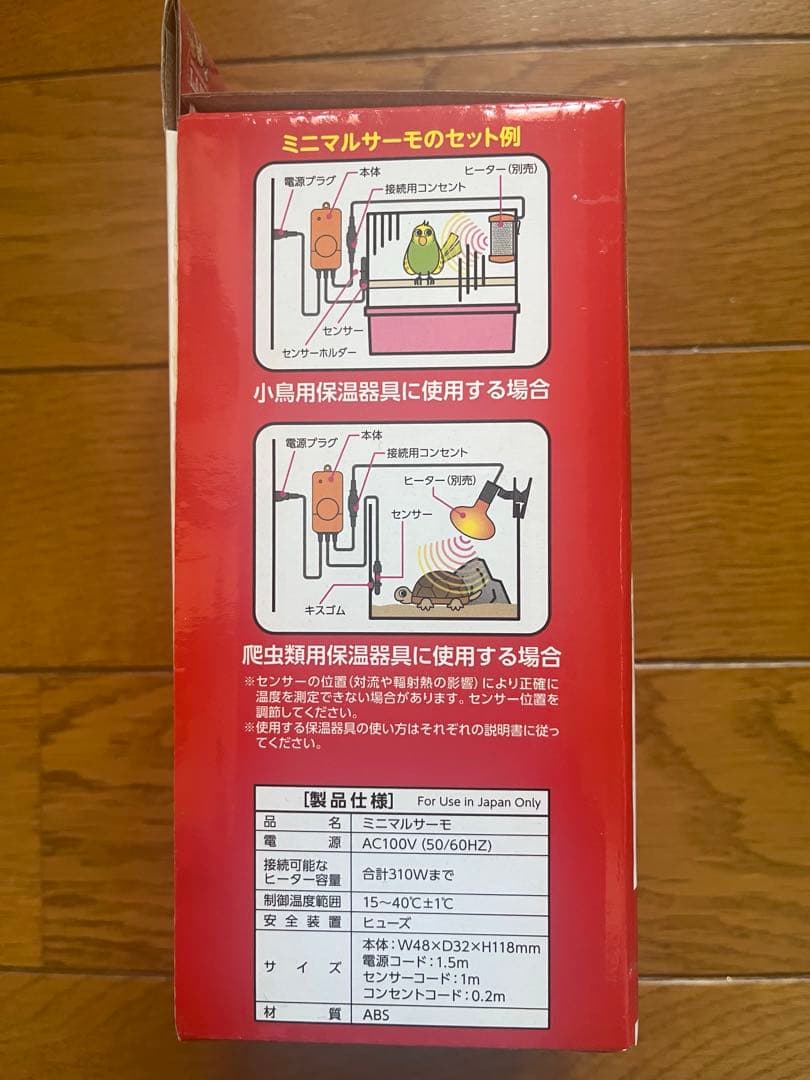 ミニマルサーモのセット例
電源プラグ
本体
接続用コンセント
ヒーター(別売)
センサー
センサーホルダー
小鳥用保温器具に使用する場合
電源プラグ
本体
接続用コンセント
ヒーター(別売)
センサー
キスゴム
爬虫類用保温器具に使用する場合
※センサーの位置(対流や輻射熱の影響)により正確に
温度を測定できない場合があります。センサー位置を
調節してください。
※使用する保温器具の使い方はそれぞれの説明書に従っ
てください。
[製品仕様] For Use in Japan Only
品名 ミニマルサーモ
電源 AC100V (50/60HZ)
接続可能な
ヒーター容量 合計310Wまで
制御温度範囲 15～40℃±1℃
安全装置 ヒューズ
サイズ 本体：W48×D32×H118mm
電源コード：1.5m
センサーコード：1m
コンセントコード：0.2m
材質 ABS